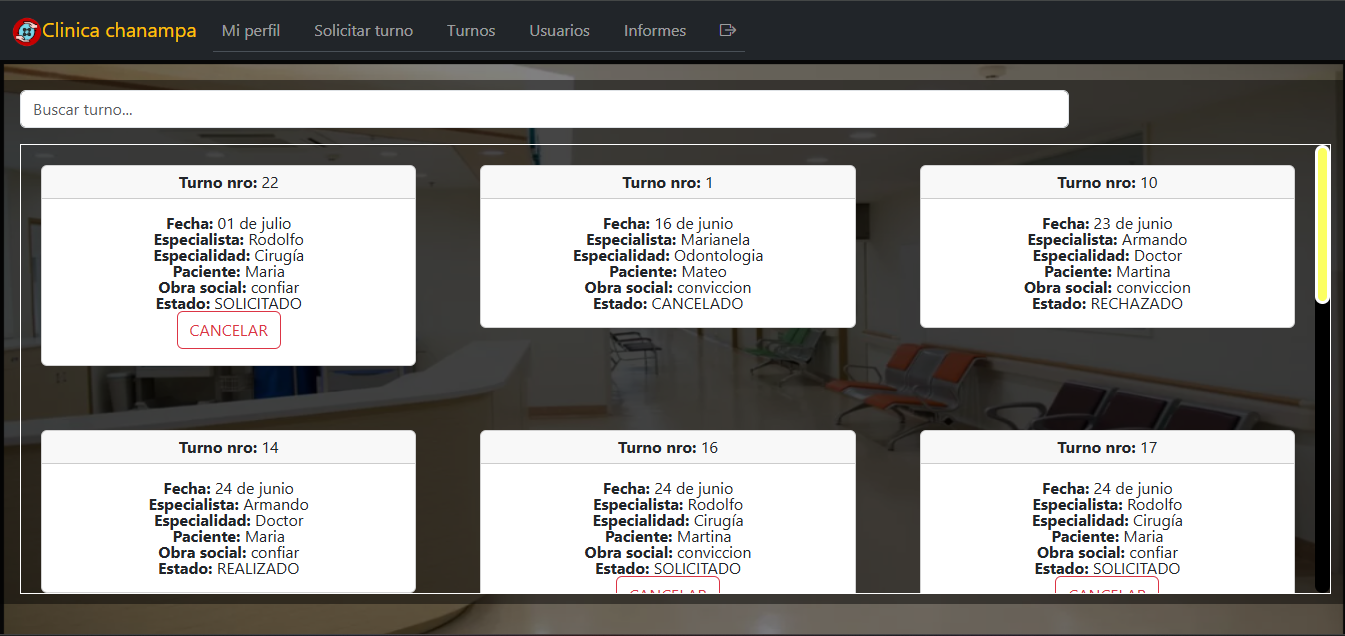 Clinica chanampa Mi perfil Solicitar turno Turnos Usuarios Informes
Buscar turno...
Turno nro: 22
Fecha: 01 de julio
Especialista: Rodolfo
Especialidad: Cirugía
Paciente: Maria
Obra social: confiar
Estado: SOLICITADO
CANCELAR
Turno nro: 1
Fecha: 16 de junio
Especialista: Marianela
Especialidad: Odontologia
Paciente: Mateo
Obra social: conviccion
Estado: CANCELADO
Turno nro: 10
Fecha: 23 de junio
Especialista: Armando
Especialidad: Doctor
Paciente: Martina
Obra social: conviccion
Estado: RECHAZADO
Turno nro: 14
Fecha: 24 de junio
Especialista: Armando
Especialidad: Doctor
Paciente: Maria
Obra social: confiar
Estado: REALIZADO
Turno nro: 16
Fecha: 24 de junio
Especialista: Rodolfo
Especialidad: Cirugía
Paciente: Martina
Obra social: conviccion
Estado: SOLICITADO
CANCELAR
Turno nro: 17
Fecha: 24 de junio
Especialista: Rodolfo
Especialidad: Cirugía
Paciente: Maria
Obra social: confiar
Estado: SOLICITADO
CANCELAR